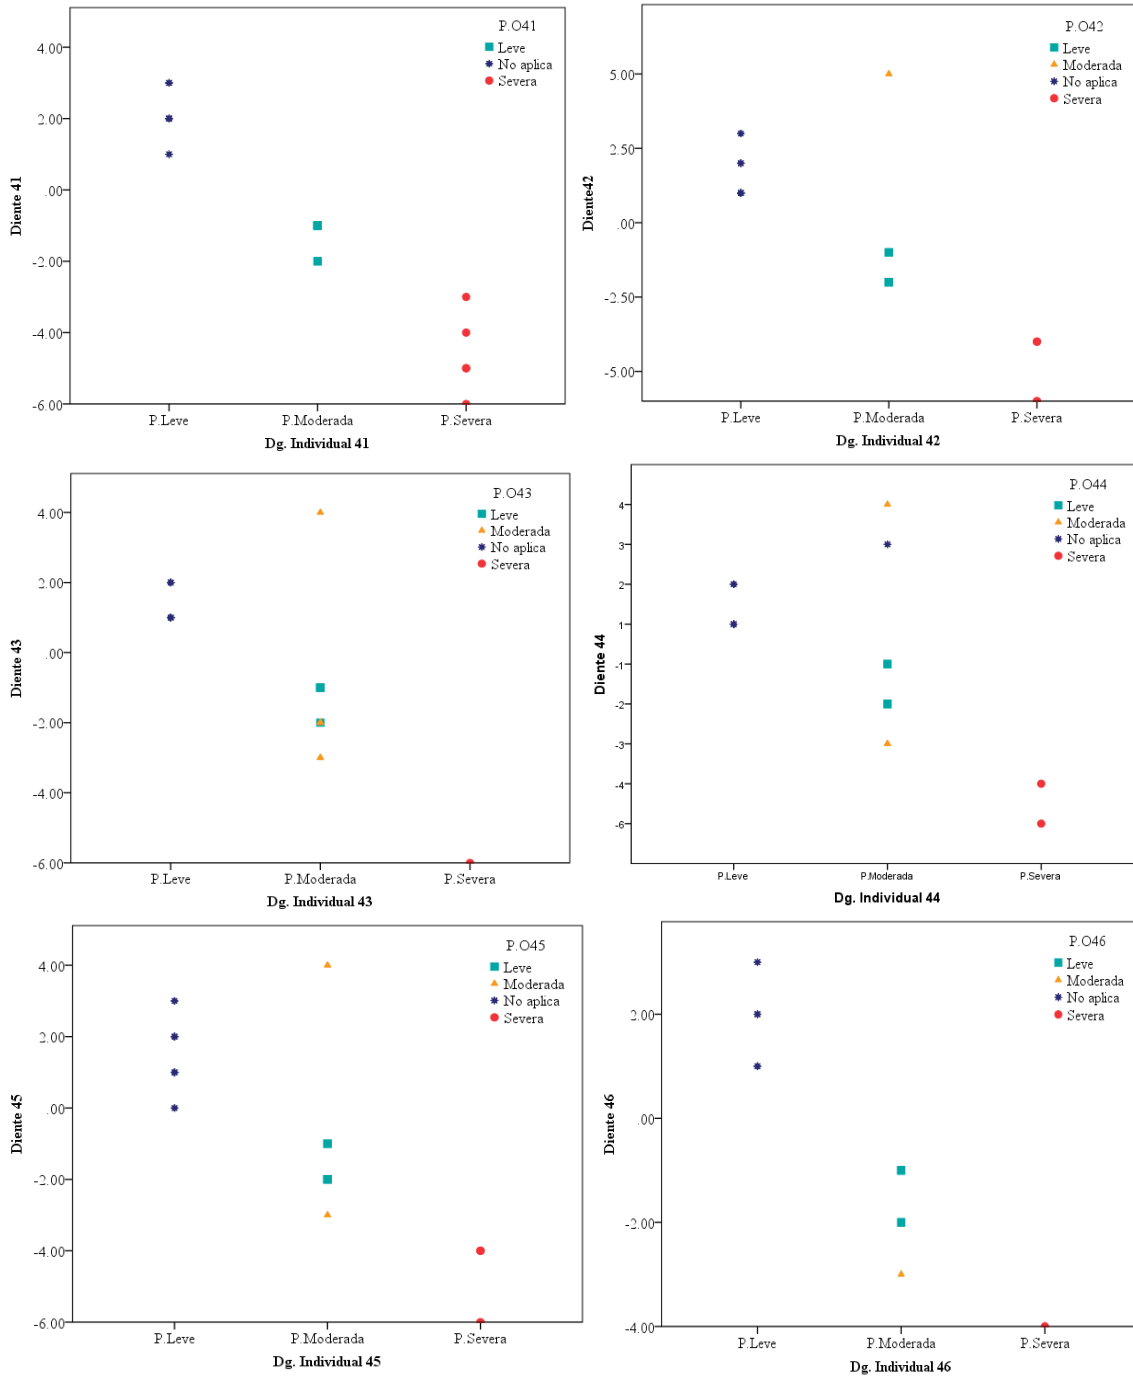 P.O41
Leve
No aplica
Severa
4.00
2.00
.00
-2.00
-4.00
-6.00
Diente 41
P.Leve P.Moderada P.Severa
Dg. Individual 41
P.O42
Leve
Moderada
No aplica
Severa
5.00
2.50
.00
-2.50
-5.00
Diente42
P.Leve P.Moderada P.Severa
Dg. Individual 42
P.O43
Leve
Moderada
No aplica
Severa
4.00
2.00
.00
-2.00
-4.00
-6.00
Diente 43
P.Leve P.Moderada P.Severa
Dg. Individual 43
P.O44
Leve
Moderada
No aplica
Severa
4
3
2
1
-1
-2
-3
-4
-6
Diente 44
P.Leve P.Moderada P.Severa
Dg. Individual 44
P.O45
Leve
Moderada
No aplica
Severa
4.00
2.00
.00
-2.00
-4.00
-6.00
Diente 45
P.Leve P.Moderada P.Severa
Dg. Individual 45
P.O46
Leve
Moderada
No aplica
Severa
2.00
.00
-2.00
-4.00
Diente 46
P.Leve P.Moderada P.Severa
Dg. Individual 46